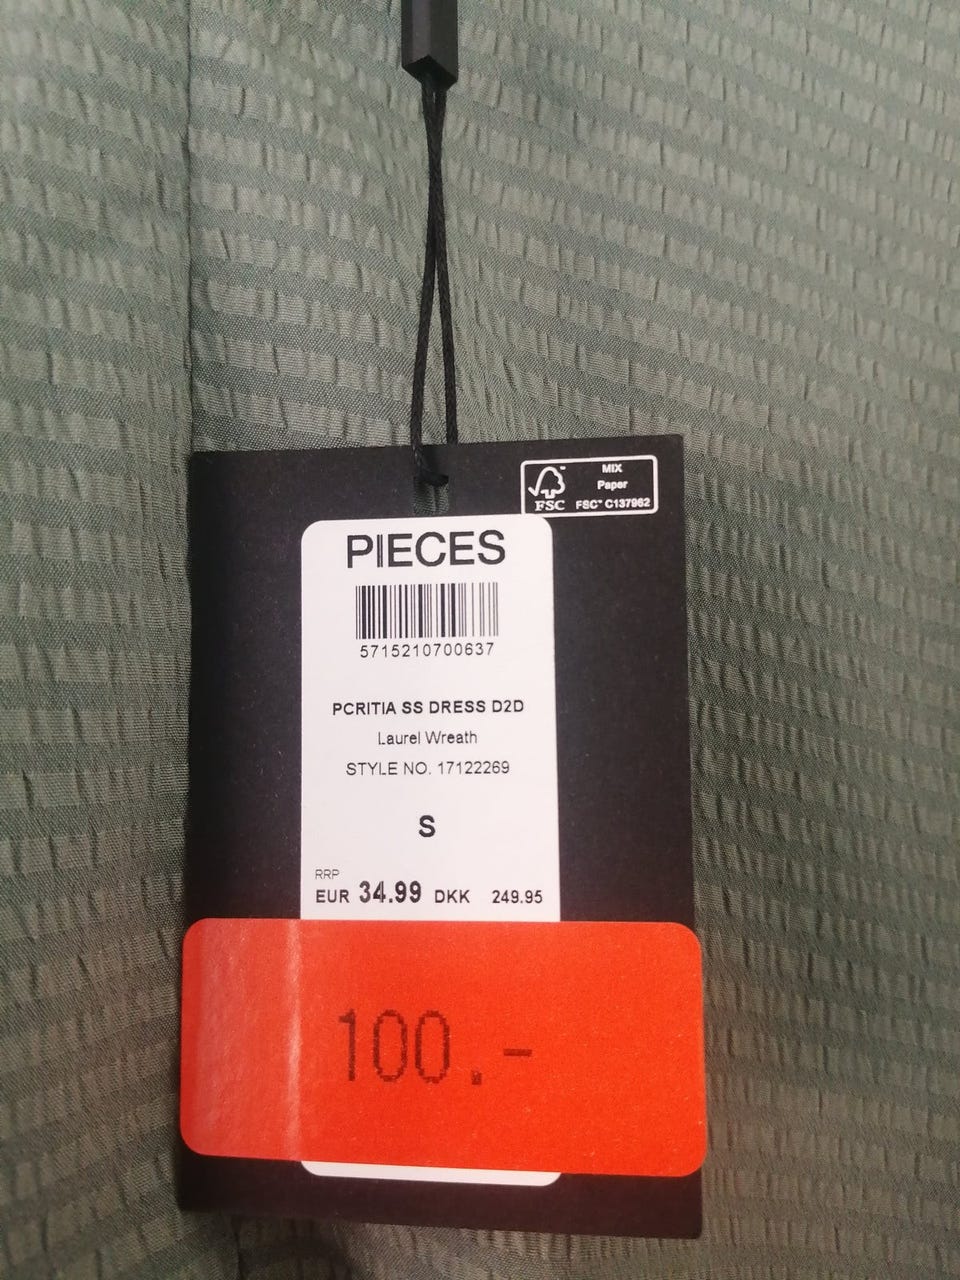 MIX
Paper
FSC™ C137962
FSC
PIECES
5715210700637
PCRITIA SS DRESS D2D
Laurel Wreath
STYLE NO. 17122269
S
RRP
EUR 34.99 DKK 249.95
100.-